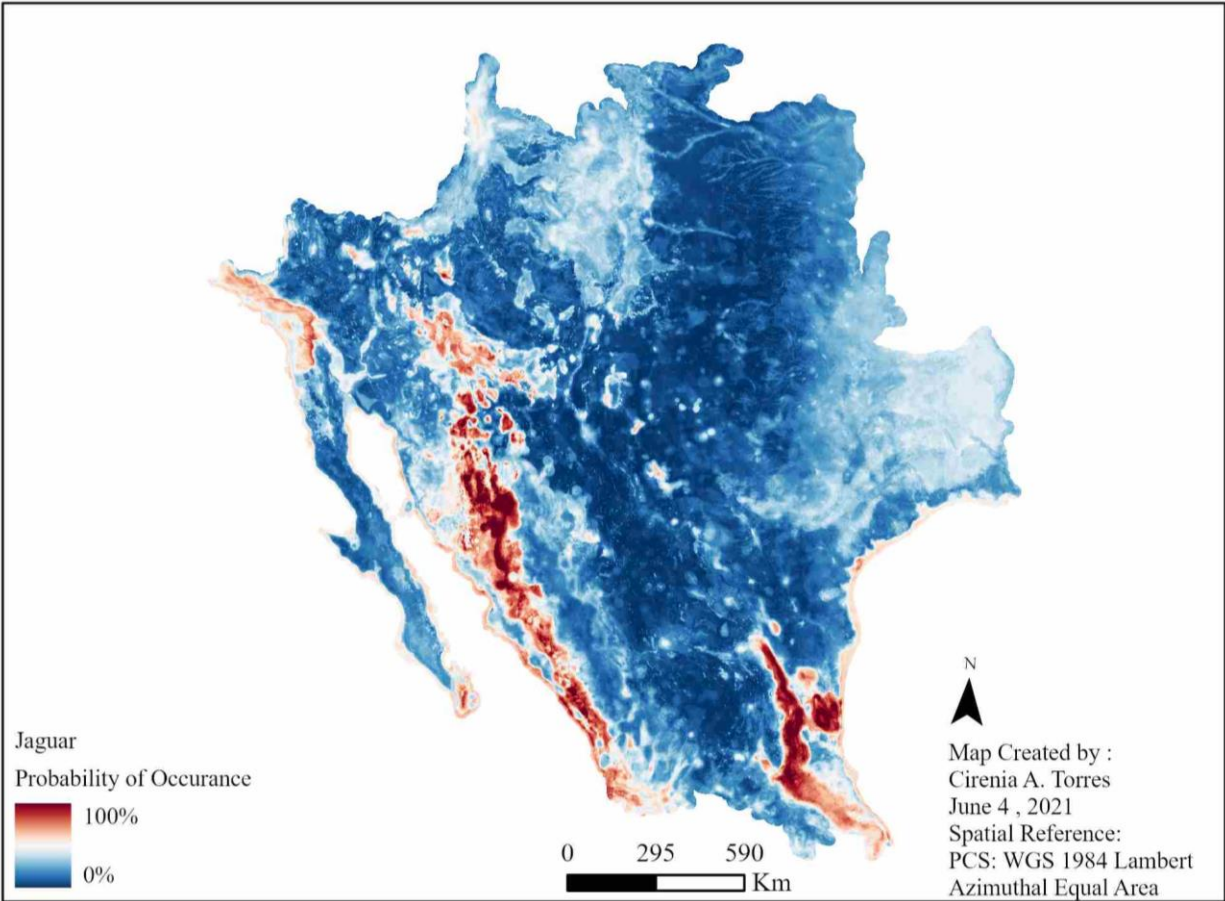 Jaguar
Probability of Occurance
100%
0%
0 295 590
Km
N
Map Created by :
Cirenia A. Torres
June 4 , 2021
Spatial Reference:
PCS: WGS 1984 Lambert
Azimuthal Equal Area